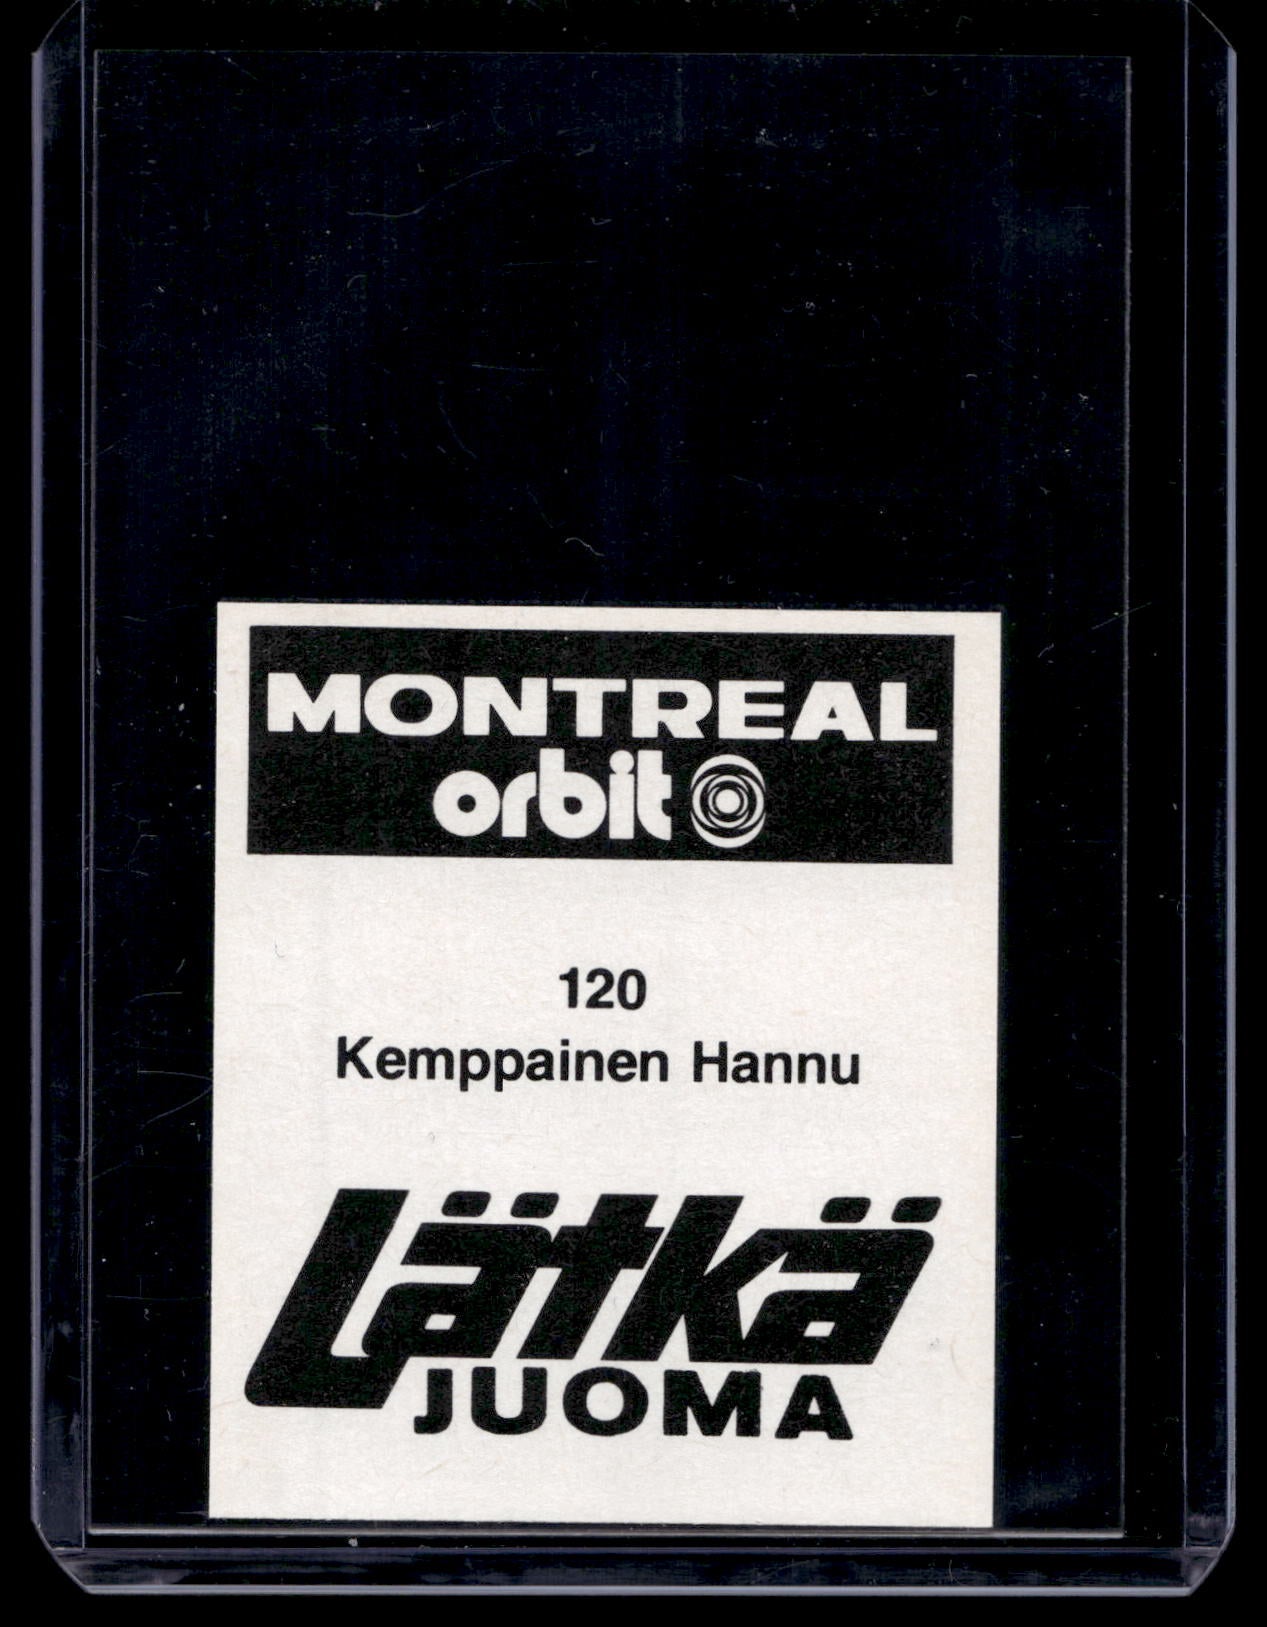 MONTREAL
orbit
120
Kemppainen Hannu
Lätkä
JUOMA